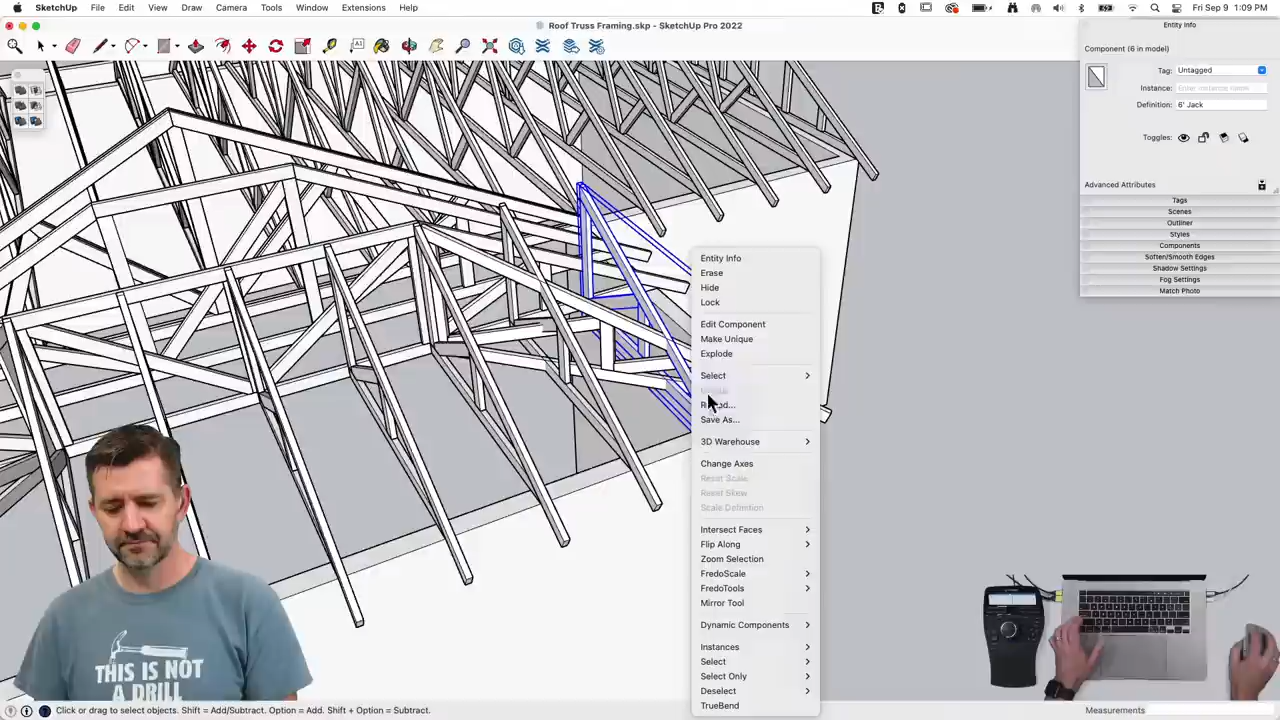 SketchUp File Edit View Draw Camera Tools Window Extensions Help
Fri Sep 9 1:09 PM
Roof Truss Framing.skp - SketchUp Pro 2022
Entity Info
Component (6 in model)
Tag: Untagged
Instance: Enter instance name
Definition: 6' Jack
Toggles:
Advanced Attributes
Tags
Scenes
Outliner
Styles
Components
Soften/Smooth Edges
Shadow Settings
Fog Settings
Match Photo
Entity Info
Erase
Hide
Lock
Edit Component
Make Unique
Explode
Select
Save As...
3D Warehouse
Change Axes
Reset Scale
Reset Skew
Scale Definition
Intersect Faces
Flip Along
Zoom Selection
FredoScale
FredoTools
Mirror Tool
Dynamic Components
Instances
Select
Select Only
Deselect
TrueBend
THIS IS NOT
A DRILL
Click or drag to select objects. Shift = Add/Subtract. Option = Add. Shift + Option = Subtract.
Measurements